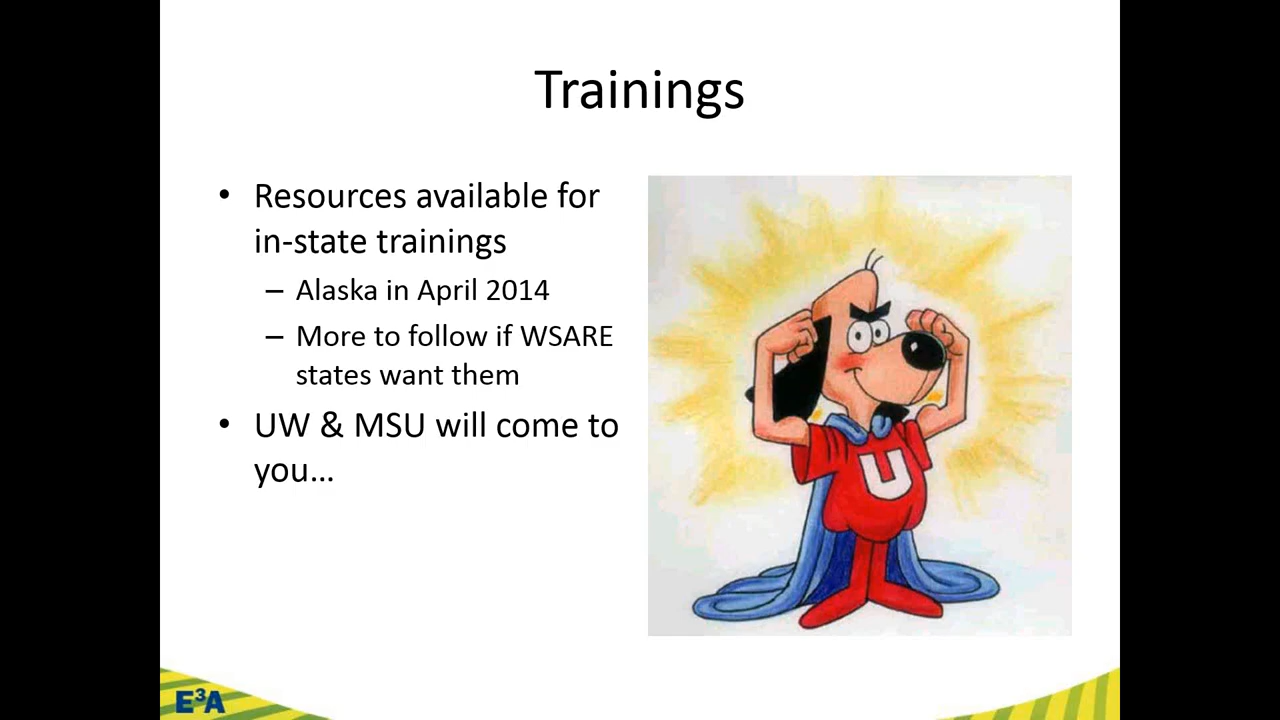 Trainings
• Resources available for
in-state trainings
– Alaska in April 2014
– More to follow if WSARE
states want them
• UW & MSU will come to
you...
U
E³A